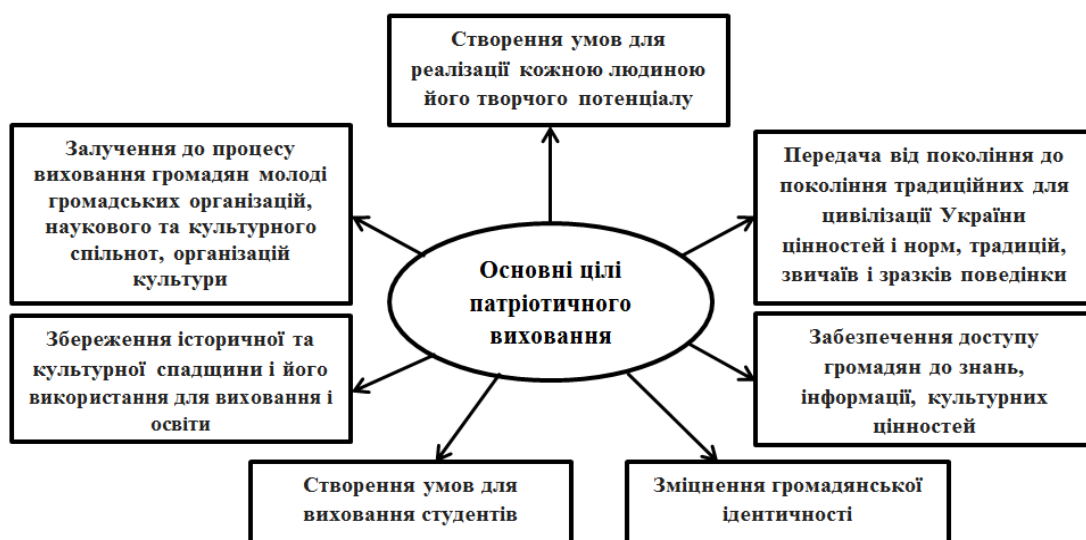 Створення умов для
реалізації кожною людиною
його творчого потенціалу
Залучення до процесу
виховання громадян молоді
громадських організацій,
наукового та культурного
спільнот, організацій
культури
Передача від покоління до
покоління традиційних для
цивілізації України
цінностей і норм, традицій,
звичаїв і зразків поведінки
Основні цілі
патріотичного
виховання
Збереження історичної та
культурної спадщини і його
використання для виховання і
освіти
Забезпечення доступу
громадян до знань,
інформації, культурних
цінностей
Створення умов для
виховання студентів
Зміцнення громадянської
ідентичності